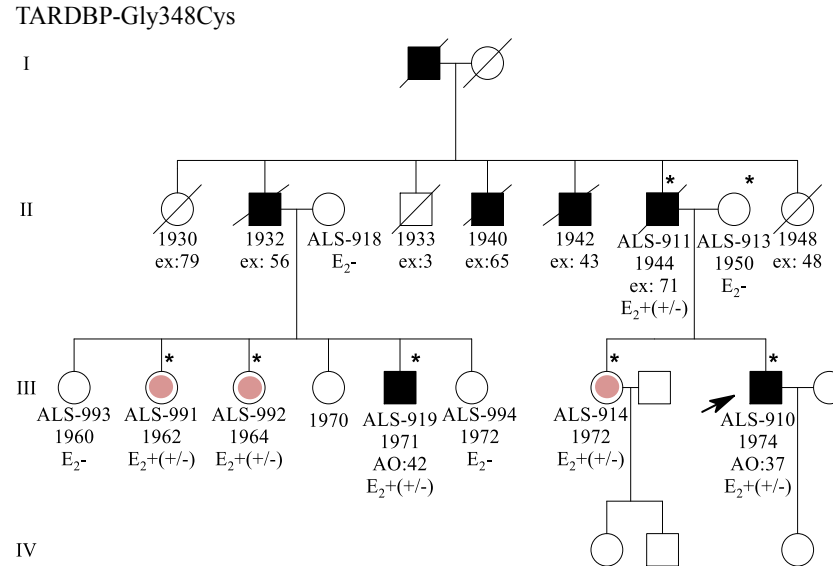 TARDBP-Gly348Cys
I
* *
II
1930 1932 ALS-918 1933 1940 1942 ALS-911 ALS-913 1948
ex:79 ex: 56 E₂- ex:3 ex:65 ex: 43 1944 1950 ex: 48
ex: 71 E₂-
E₂+(+/-)
* * * * *
III
ALS-993 ALS-991 ALS-992 1970 ALS-919 ALS-994 ALS-914 ALS-910
1960 1962 1964 1971 1972 1972 1974
E₂- E₂+(+/-) E₂+(+/-) AO:42 E₂- E₂+(+/-) AO:37
E₂+(+/-) E₂+(+/-)
IV